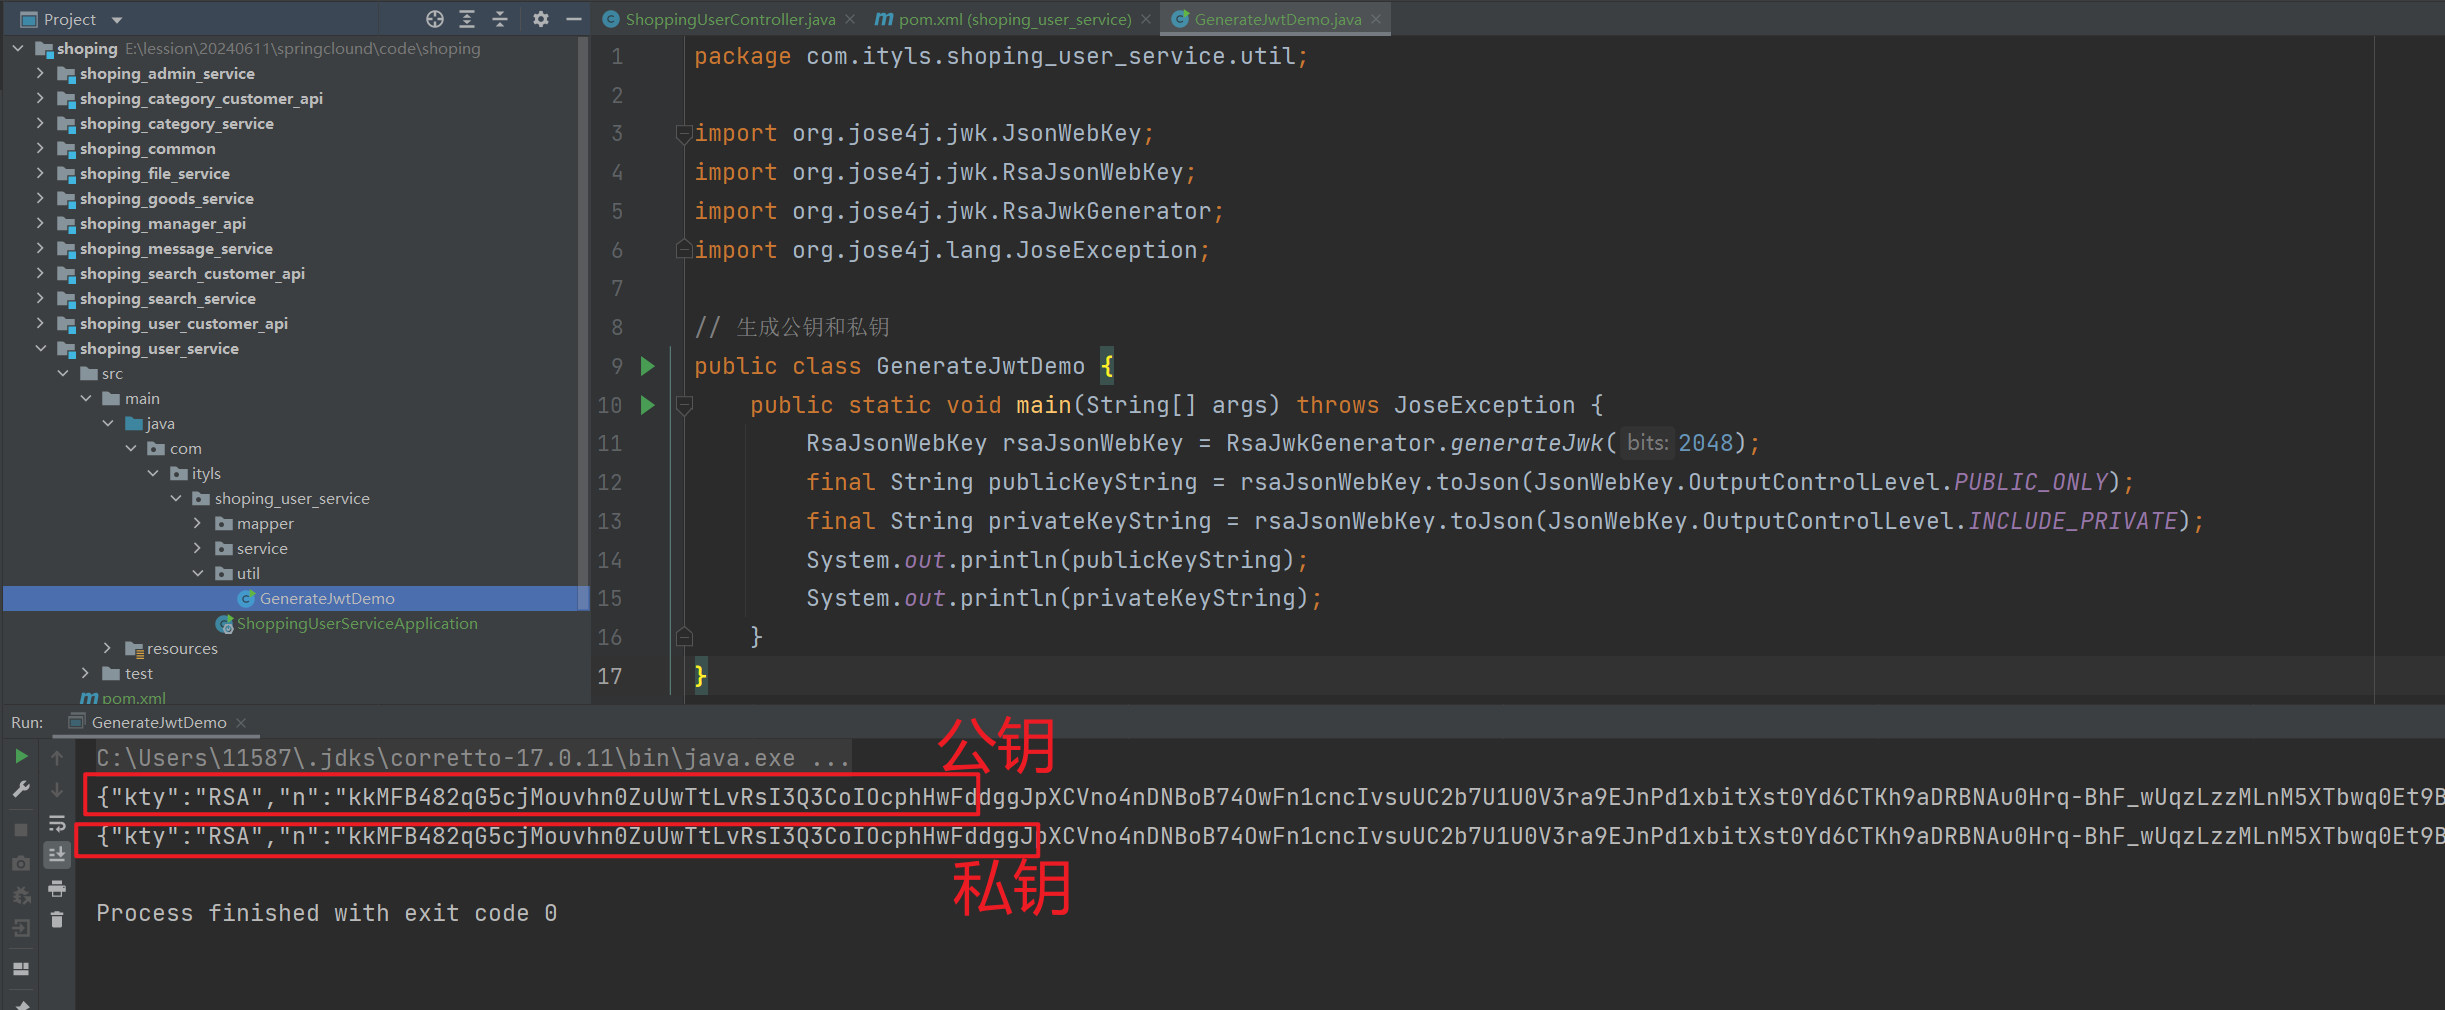 Project
ShoppingUserController.java
pom.xml (shoping_user_service)
GenerateJwtDemo.java
shoping E:\lession\20240611\springclound\code\shoping
shoping_admin_service
shoping_category_customer_api
shoping_category_service
shoping_common
shoping_file_service
shoping_goods_service
shoping_manager_api
shoping_message_service
shoping_search_customer_api
shoping_search_service
shoping_user_customer_api
shoping_user_service
src
main
java
com
ityls
shoping_user_service
mapper
service
util
GenerateJwtDemo
ShoppingUserServiceApplication
resources
test
pom.xml
1 package com.ityls.shoping_user_service.util;
2
3 import org.jose4j.jwk.JsonWebKey;
4 import org.jose4j.jwk.RsaJsonWebKey;
5 import org.jose4j.jwk.RsaJwkGenerator;
6 import org.jose4j.lang.JoseException;
7
8 // 生成公钥和私钥
9 public class GenerateJwtDemo {
10 public static void main(String[] args) throws JoseException {
11 RsaJsonWebKey rsaJsonWebKey = RsaJwkGenerator.generateJwk( bits: 2048);
12 final String publicKeyString = rsaJsonWebKey.toJson(JsonWebKey.OutputControlLevel.PUBLIC_ONLY);
13 final String privateKeyString = rsaJsonWebKey.toJson(JsonWebKey.OutputControlLevel.INCLUDE_PRIVATE);
14 System.out.println(publicKeyString);
15 System.out.println(privateKeyString);
16 }
17 }
Run: GenerateJwtDemo
C:\Users\11587\.jdks\corretto-17.0.11\bin\java.exe ...
公钥
{"kty":"RSA","n":"kkMFB482qG5cjMouvhn0ZuUwTtLvRsI3Q3CoIOcphHwFddggJpXCVno4nDNBoB74OwFn1cncIvsuUC2b7U1U0V3ra9EJnPd1xbitXst0Yd6CTKh9aDRBNAu0Hrq-BhF_wUqzLzzMLnM5XTbwq0Et9B
{"kty":"RSA","n":"kkMFB482qG5cjMouvhn0ZuUwTtLvRsI3Q3CoIOcphHwFddggJpXCVno4nDNBoB74OwFn1cncIvsuUC2b7U1U0V3ra9EJnPd1xbitXst0Yd6CTKh9aDRBNAu0Hrq-BhF_wUqzLzzMLnM5XTbwq0Et9B
私钥
Process finished with exit code 0